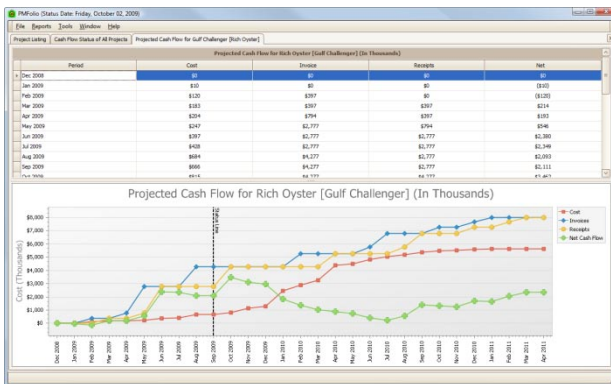 PMFolio (Status Date: Friday, October 02, 2009)
File Reports Tools Window Help
Project Listing Cash Flow Status of All Projects Projected Cash Flow for Gulf Challenger [Rich Oyster]
Projected Cash Flow for Rich Oyster [Gulf Challenger] (In Thousands)
Period Cost Invoice Receipts Net
Dec 2008 $0 $0 $0 $0
Jan 2009 $10 $0 $0 ($10)
Feb 2009 $120 $397 $0 ($120)
Mar 2009 $183 $397 $397 $214
Apr 2009 $204 $794 $397 $193
May 2009 $247 $2,777 $794 $546
Jun 2009 $397 $2,777 $2,777 $2,380
Jul 2009 $428 $2,777 $2,777 $2,349
Aug 2009 $684 $4,277 $2,777 $2,093
Sep 2009 $666 $4,277 $2,777 $2,111
Projected Cash Flow for Rich Oyster [Gulf Challenger] (In Thousands)
Cost (Thousands)
$8,000
$7,000
$6,000
$5,000
$4,000
$3,000
$2,000
$1,000
$0
Status Line
Cost
Invoices
Receipts
Net Cash Flow
Dec 2008 Jan 2009 Feb 2009 Mar 2009 Apr 2009 May 2009 Jun 2009 Jul 2009 Aug 2009 Sep 2009 Oct 2009 Nov 2009 Dec 2009 Jan 2010 Feb 2010 Mar 2010 Apr 2010 May 2010 Jun 2010 Jul 2010 Aug 2010 Sep 2010 Oct 2010 Nov 2010 Dec 2010 Jan 2011 Feb 2011 Mar 2011 Apr 2011